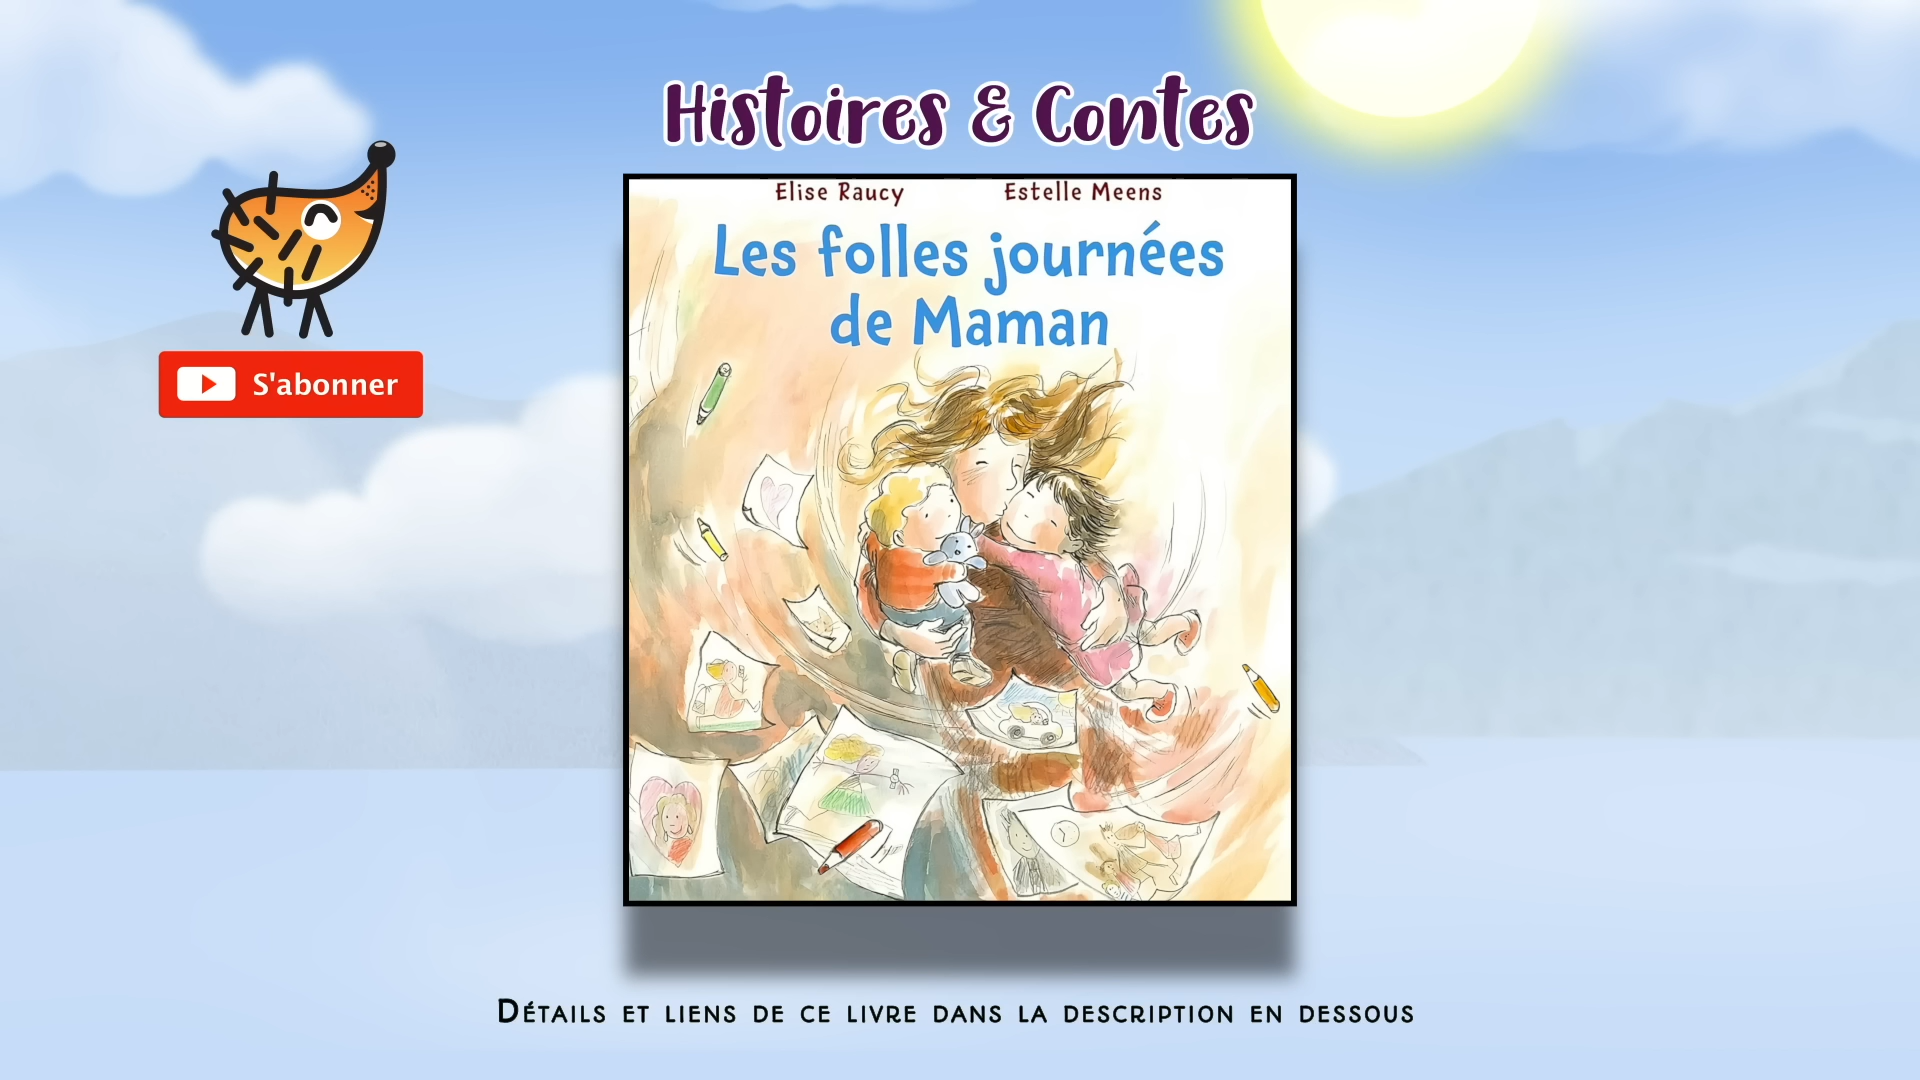 Histoires & Contes
Elise Raucy Estelle Meens
Les folles journées
de Maman
S'abonner
Détails et liens de ce livre dans la description en dessous